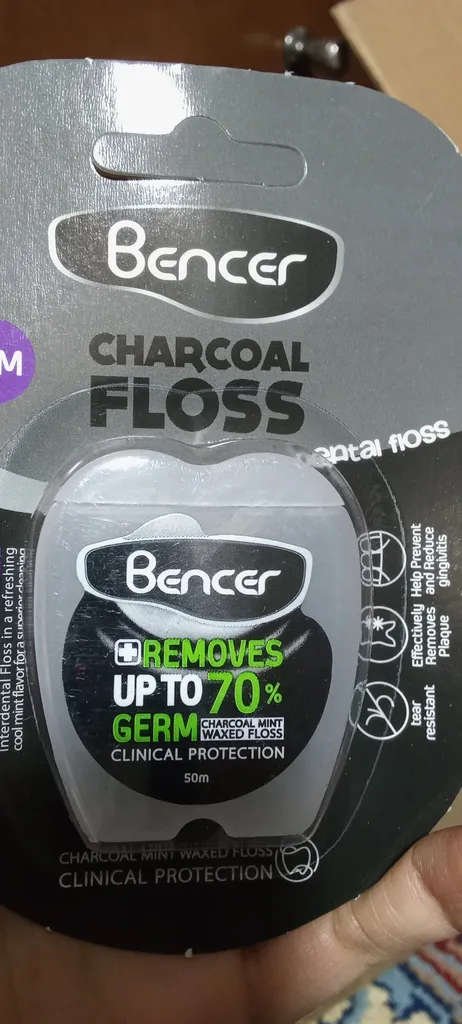 Bencer
CHARCOAL
FLOSS
M
dental floss
Interdental Floss in a refreshing
cool mint flavor for a superior cleaning
Help Prevent
and Reduce
gingivitis
Effectively
Removes
Plaque
tear
resistant
Bencer
REMOVES
UP TO 70%
GERM CHARCOAL MINT
WAXED FLOSS
CLINICAL PROTECTION
50m
CHARCOAL MINT WAXED FLOSS
CLINICAL PROTECTION